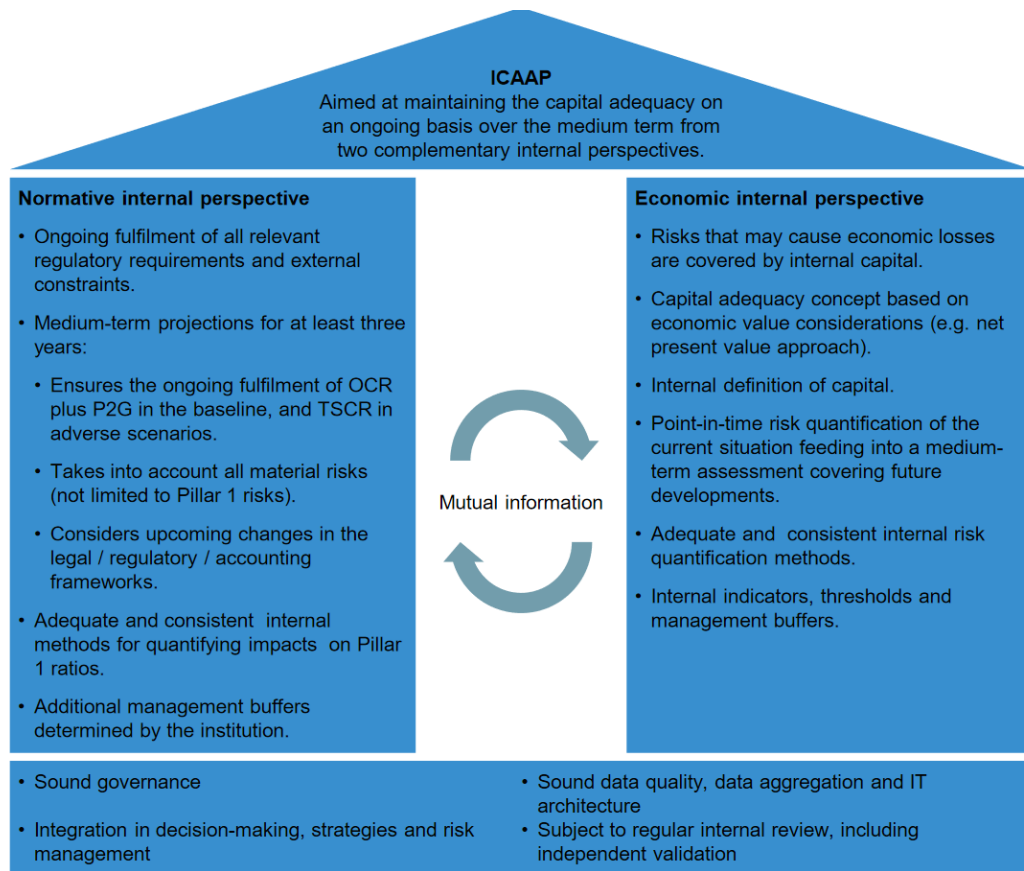 ICAAP
Aimed at maintaining the capital adequacy on
an ongoing basis over the medium term from
two complementary internal perspectives.
Normative internal perspective
• Ongoing fulfilment of all relevant
regulatory requirements and external
constraints.
• Medium-term projections for at least three
years:
• Ensures the ongoing fulfilment of OCR
plus P2G in the baseline, and TSCR in
adverse scenarios.
• Takes into account all material risks
(not limited to Pillar 1 risks).
• Considers upcoming changes in the
legal / regulatory / accounting
frameworks.
• Adequate and consistent internal
methods for quantifying impacts on Pillar
1 ratios.
• Additional management buffers
determined by the institution.
Mutual information
Economic internal perspective
• Risks that may cause economic losses
are covered by internal capital.
• Capital adequacy concept based on
economic value considerations (e.g. net
present value approach).
• Internal definition of capital.
• Point-in-time risk quantification of the
current situation feeding into a medium-
term assessment covering future
developments.
• Adequate and consistent internal risk
quantification methods.
• Internal indicators, thresholds and
management buffers.
• Sound governance
• Integration in decision-making, strategies and risk
management
• Sound data quality, data aggregation and IT
architecture
• Subject to regular internal review, including
independent validation